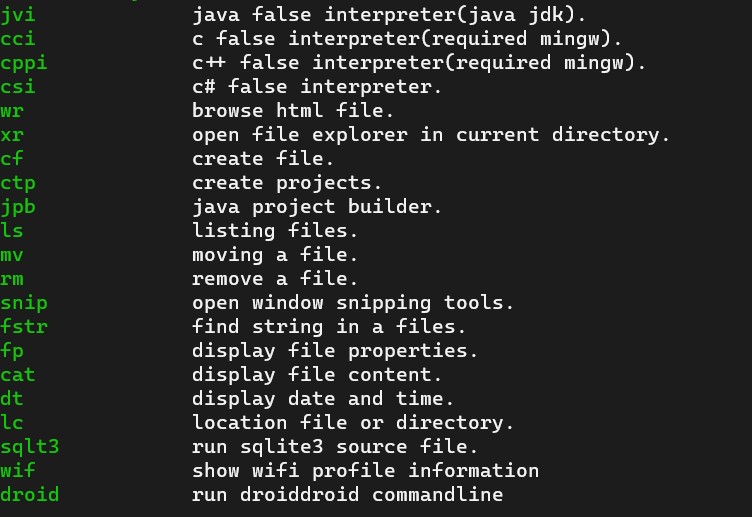 jvi java false interpreter(java jdk).
cci c false interpreter(required mingw).
cppi c++ false interpreter(required mingw).
csi c# false interpreter.
wr browse html file.
xr open file explorer in current directory.
cf create file.
ctp create projects.
jpb java project builder.
ls listing files.
mv moving a file.
rm remove a file.
snip open window snipping tools.
fstr find string in a files.
fp display file properties.
cat display file content.
dt display date and time.
lc location file or directory.
sqlt3 run sqlite3 source file.
wif show wifi profile information
droid run droiddroid commandline